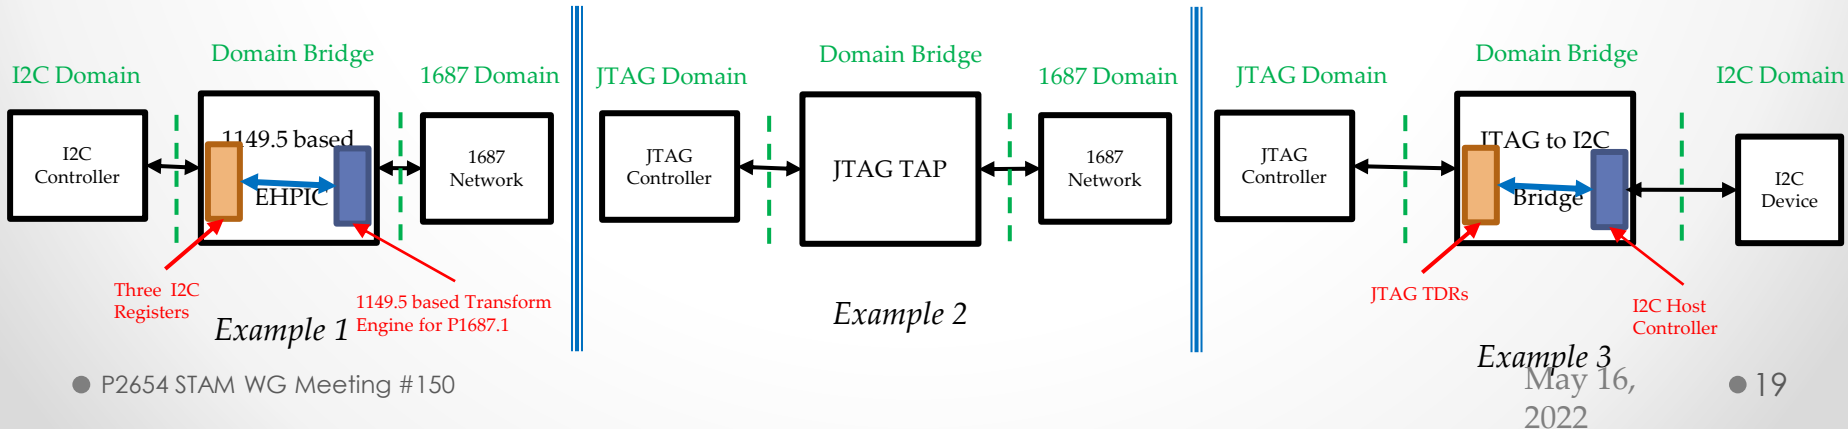 I2C Domain
Domain Bridge
1687 Domain
I2C
Controller
1149.5 based
EHPIC
1687
Network
Three I2C
Registers
1149.5 based Transform
Engine for P1687.1
Example 1
JTAG Domain
Domain Bridge
1687 Domain
JTAG
Controller
JTAG TAP
1687
Network
Example 2
JTAG Domain
Domain Bridge
I2C Domain
JTAG
Controller
JTAG to I2C
Bridge
I2C
Device
JTAG TDRs
I2C Host
Controller
Example 3
P2654 STAM WG Meeting #150
May 16,
2022
19